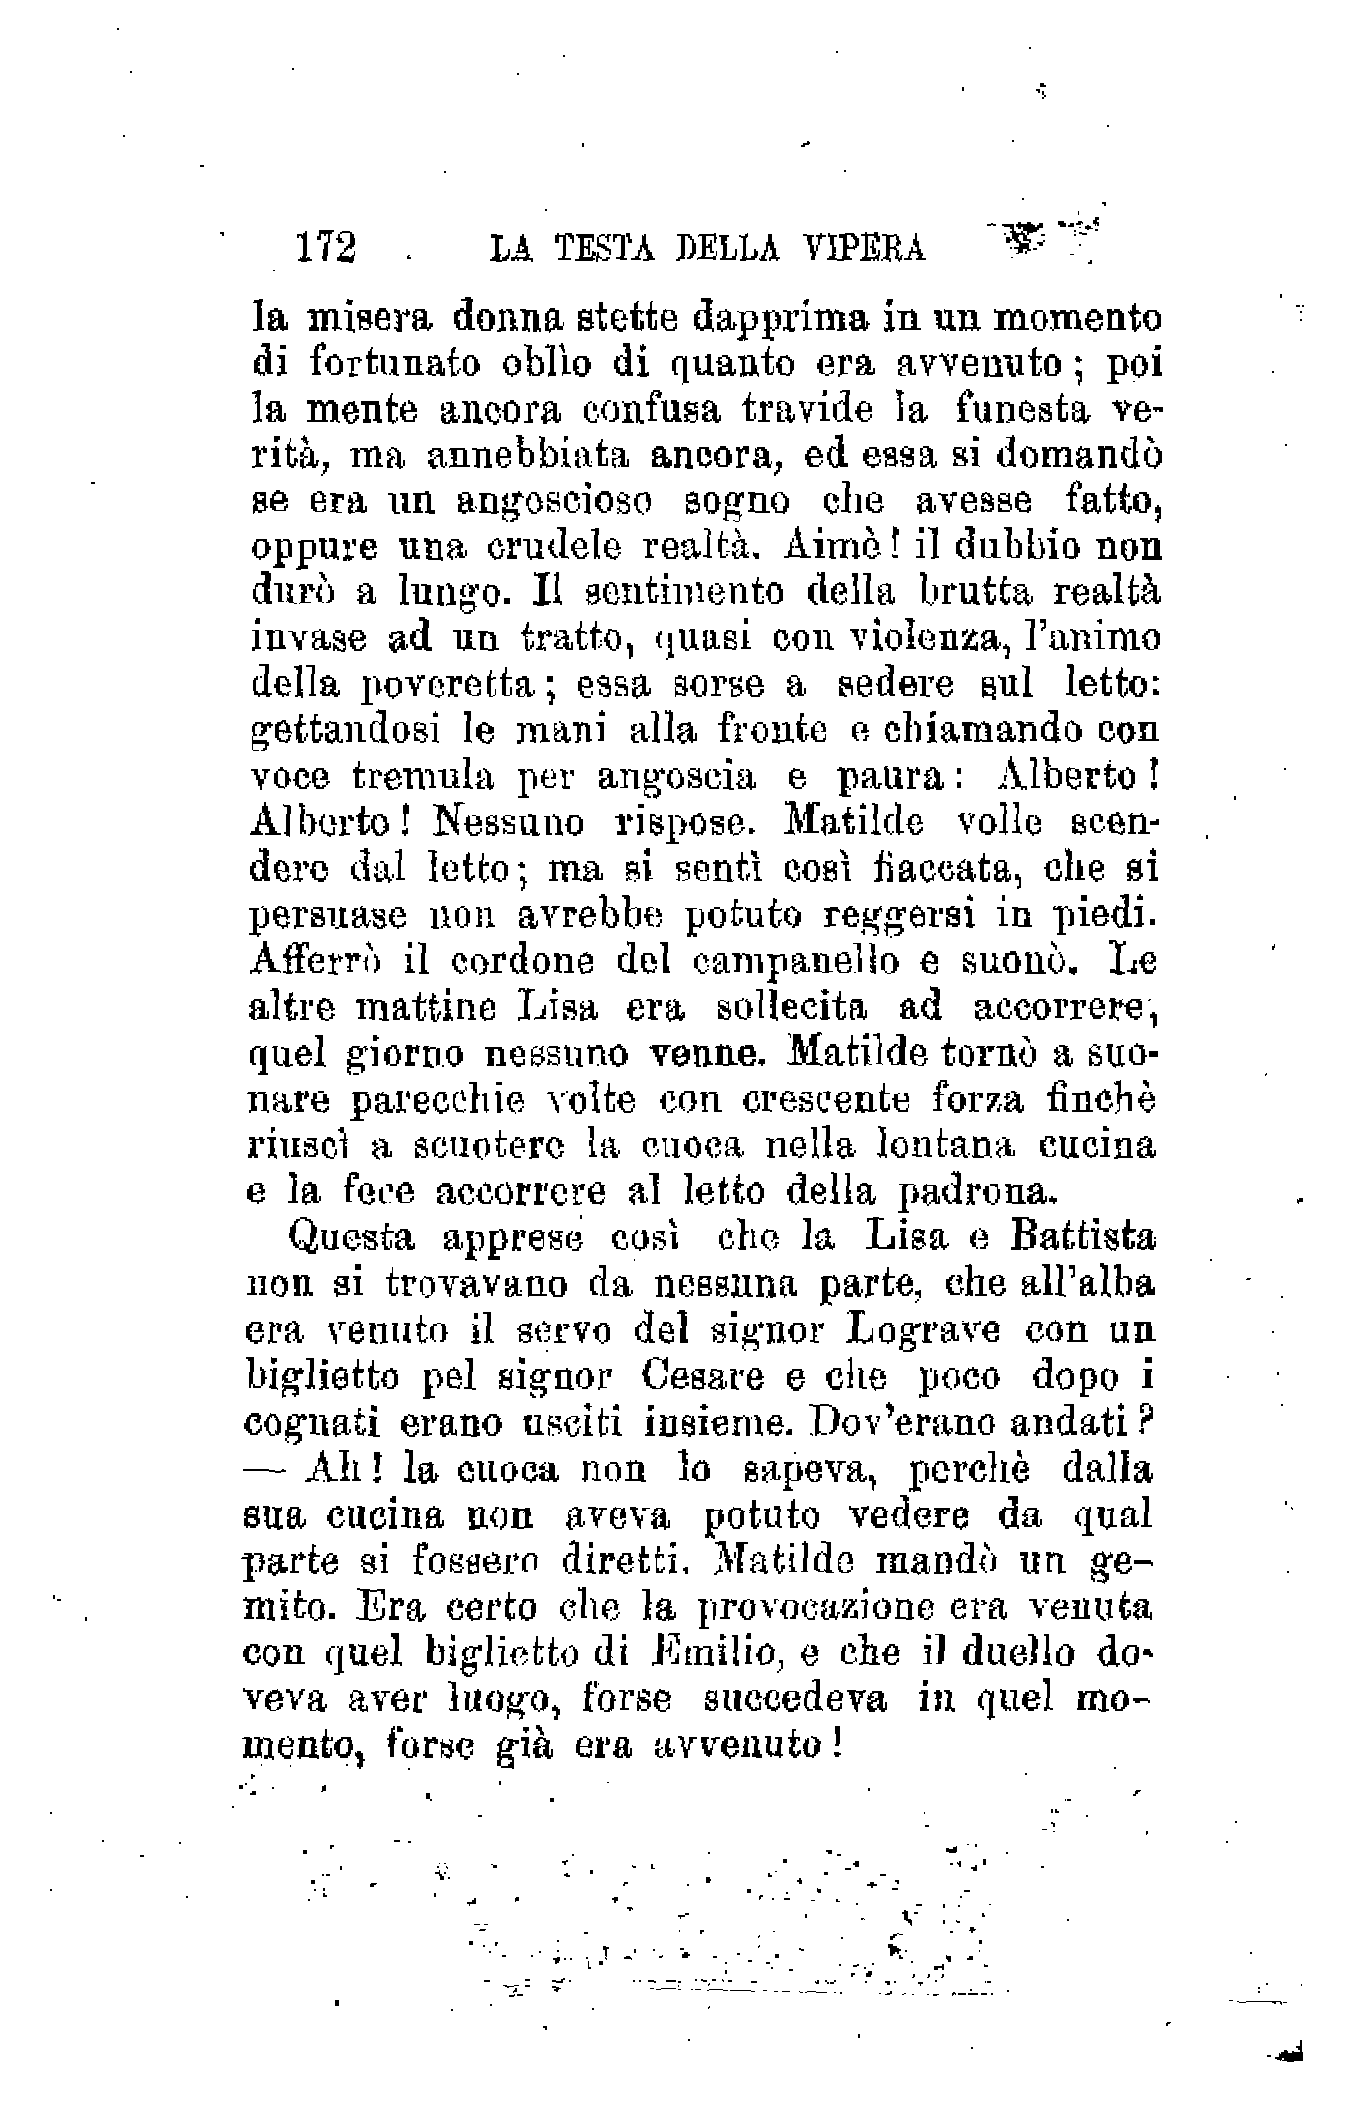 172 LA TESTA DELLA VIPERA
la misera donna stette dapprima in un momento
di fortunato oblìo di quanto era avvenuto; poi
la mente ancora confusa travide la funesta ve-
rità, ma annebbiata ancora, ed essa si domandò
se era un angoscioso sogno che avesse fatto,
oppure una crudele realtà. Aimè! il dubbio non
durò a lungo. Il sentimento della brutta realtà
invase ad un tratto, quasi con violenza, l'animo
della poveretta; essa sorse a sedere sul letto:
gettandosi le mani alla fronte e chiamando con
voce tremula per angoscia e paura: Alberto!
Alberto! Nessuno rispose. Matilde volle scen-
dere dal letto; ma si sentì così fiaccata, che si
persuase non avrebbe potuto reggersi in piedi.
Afferrò il cordone del campanello e suonò. Le
altre mattine Lisa era sollecita ad accorrere,
quel giorno nessuno venne. Matilde tornò a suo-
nare parecchie volte con crescente forza finchè
riuscì a scuotere la cuoca nella lontana cucina
e la fece accorrere al letto della padrona.
Questa apprese così che la Lisa e Battista
non si trovavano da nessuna parte, che all'alba
era venuto il servo del signor Lograve con un
biglietto pel signor Cesare e che poco dopo i
cognati erano usciti insieme. Dov'erano andati?
— Ah! la cuoca non lo sapeva, perchè dalla
sua cucina non aveva potuto vedere da qual
parte si fossero diretti. Matilde mandò un ge-
mito. Era certo che la provocazione era venuta
con quel biglietto di Emilio, e che il duello do-
veva aver luogo, forse succedeva in quel mo-
mento, forse già era avvenuto!